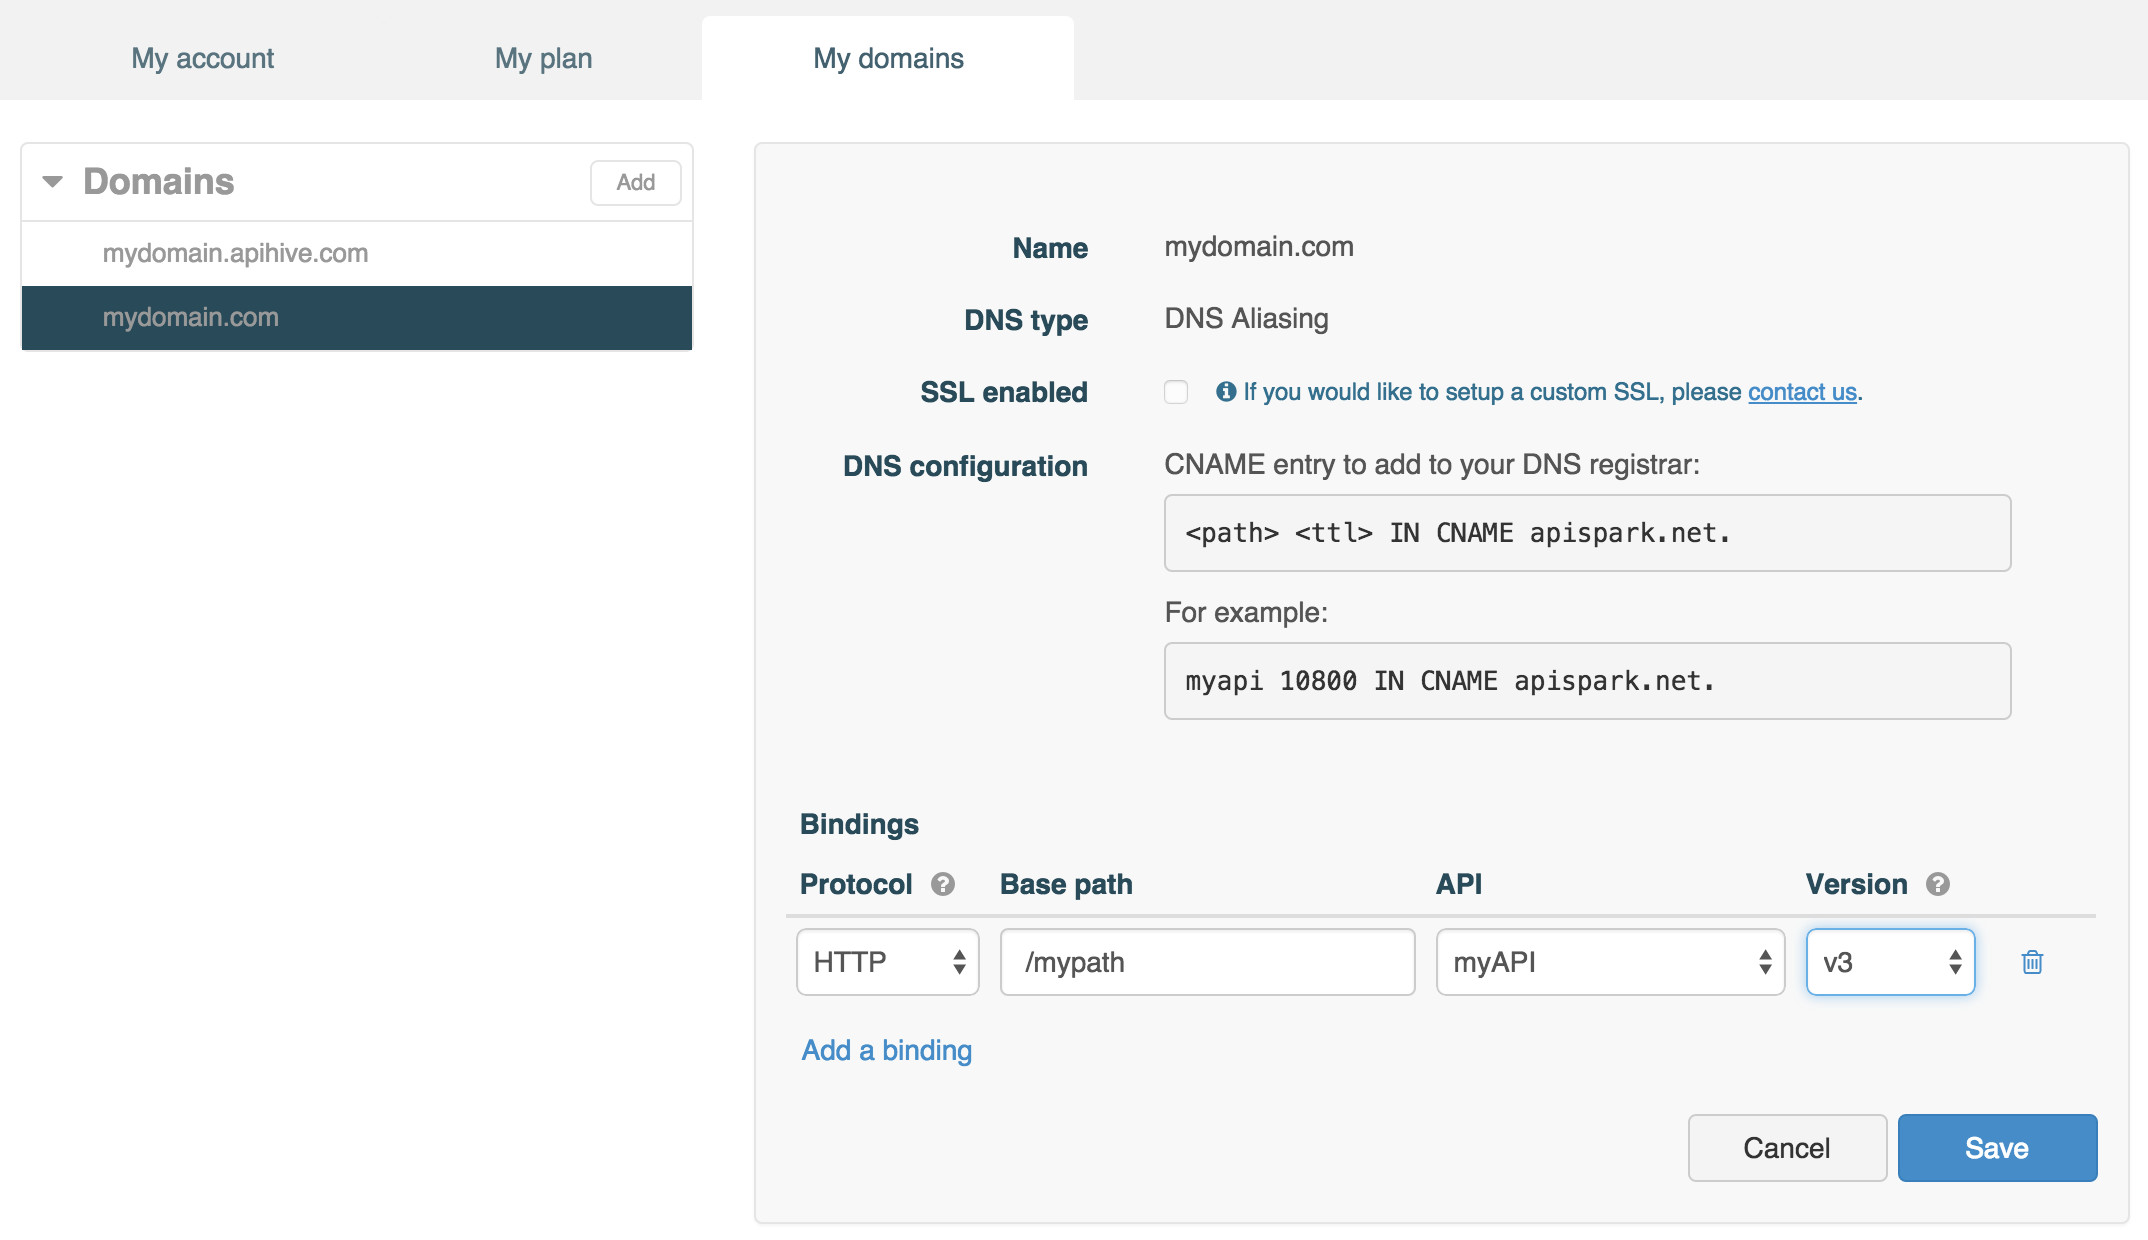 My account My plan My domains
Domains Add
mydomain.apihive.com
mydomain.com
Name mydomain.com
DNS type DNS Aliasing
SSL enabled If you would like to setup a custom SSL, please contact us.
DNS configuration CNAME entry to add to your DNS registrar:
<path> <ttl> IN CNAME apispark.net.
For example:
myapi 10800 IN CNAME apispark.net.
Bindings
Protocol ? Base path API Version ?
HTTP /mypath myAPI v3
Add a binding
Cancel Save